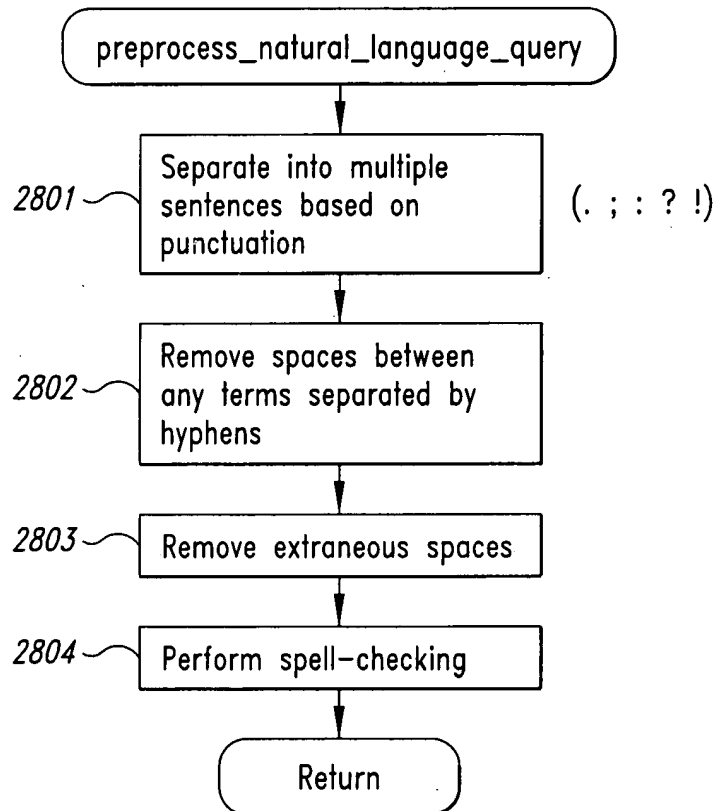 preprocess_natural_language_query
2801
Separate into multiple
sentences based on
punctuation
(. ; : ? !)
2802
Remove spaces between
any terms separated by
hyphens
2803
Remove extraneous spaces
2804
Perform spell-checking
Return